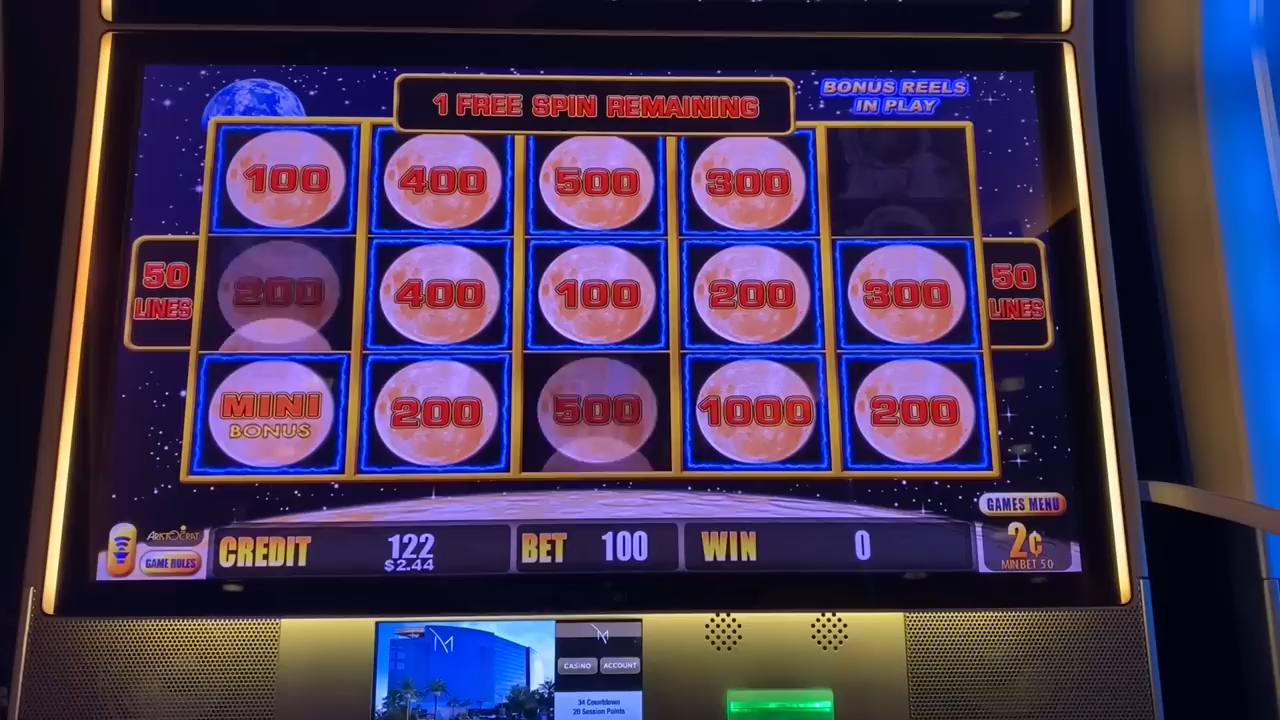 1 FREE SPIN REMAINING
BONUS REELS
IN PLAY
100 400 500 300
50
LINES
200 400 100 200 300
50
LINES
MINI
BONUS
200 500 1000 200
GAMES MENU
ARISTOCRAT
GAME RULES
CREDIT 122
$2.44
BET 100
WIN 0
2¢
MIN BET 50
M
M
CASINO ACCOUNT
34 Countdown
20 Session Points